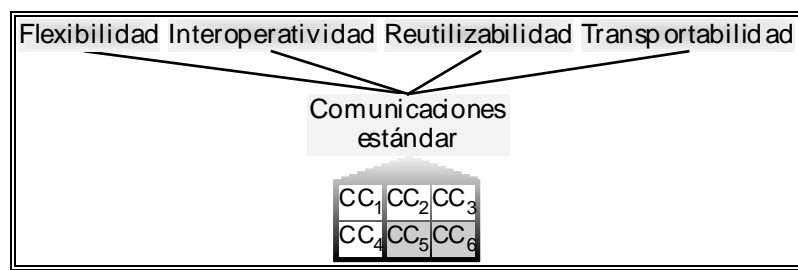 Flexibilidad Interoperatividad Reutilizabilidad Transportabilidad
Comunicaciones
estándar
CC₁ CC₂ CC₃
CC₄ CC₅ CC₆